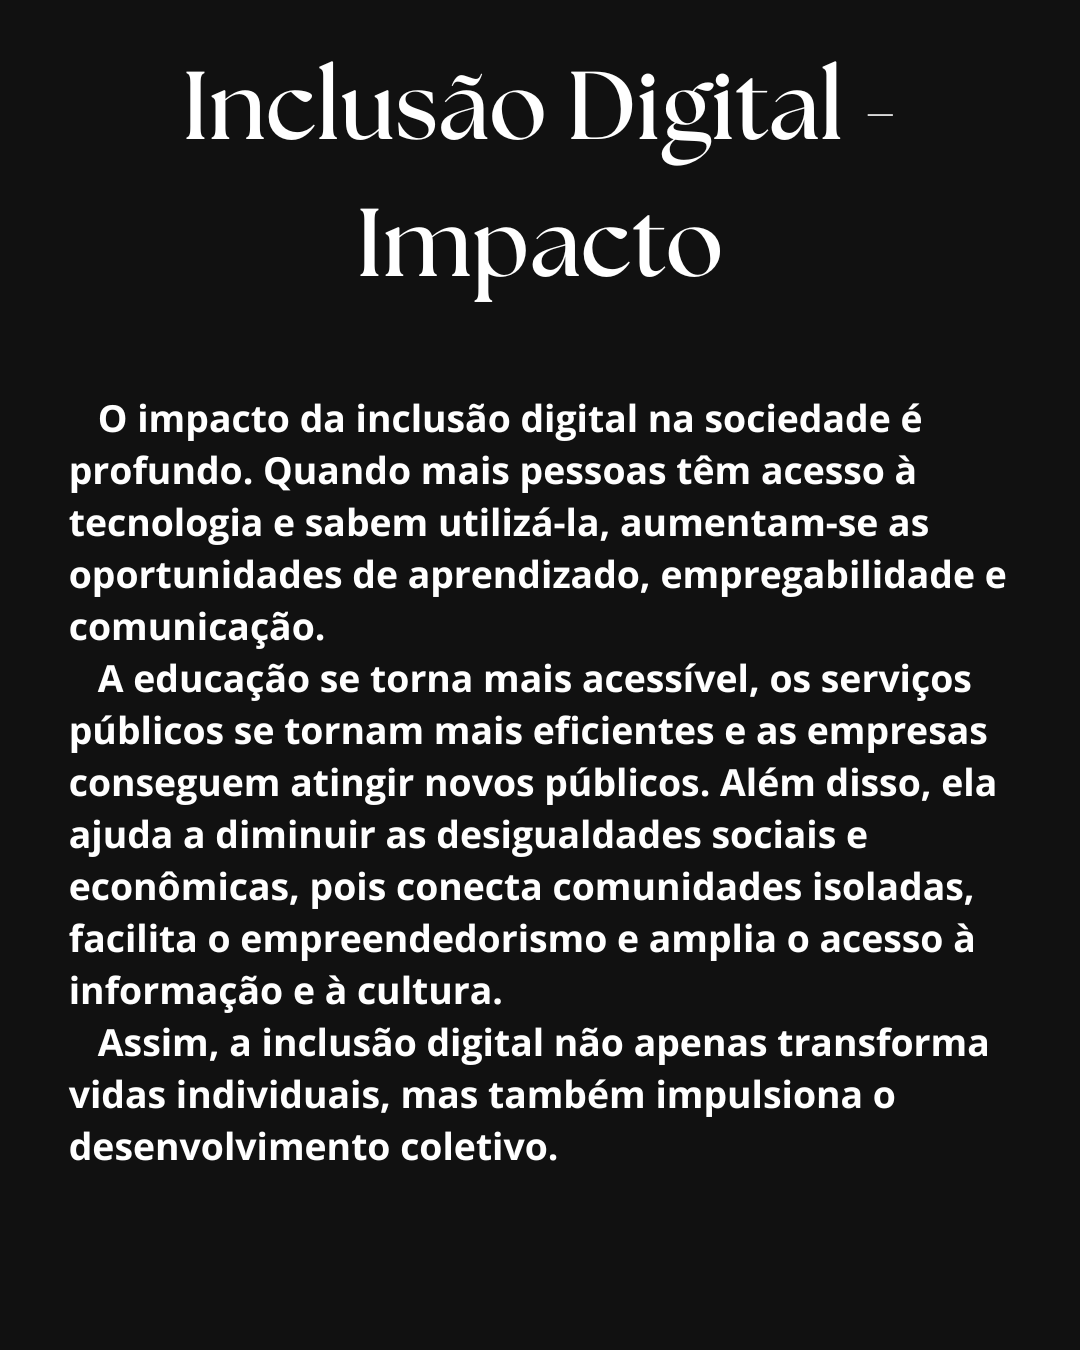 Inclusão Digital -
Impacto
O impacto da inclusão digital na sociedade é
profundo. Quando mais pessoas têm acesso à
tecnologia e sabem utilizá-la, aumentam-se as
oportunidades de aprendizado, empregabilidade e
comunicação.
A educação se torna mais acessível, os serviços
públicos se tornam mais eficientes e as empresas
conseguem atingir novos públicos. Além disso, ela
ajuda a diminuir as desigualdades sociais e
econômicas, pois conecta comunidades isoladas,
facilita o empreendedorismo e amplia o acesso à
informação e à cultura.
Assim, a inclusão digital não apenas transforma
vidas individuais, mas também impulsiona o
desenvolvimento coletivo.